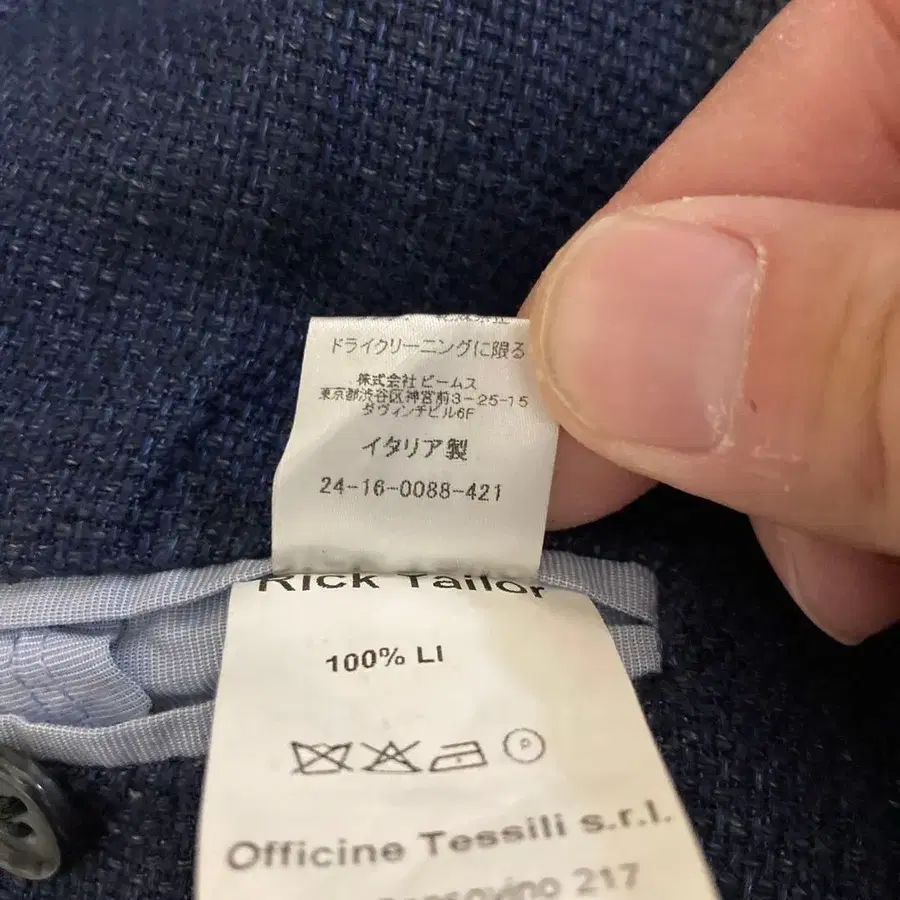 ドライクリーニングに限る
株式会社 ビームス
東京都渋谷区神宮前3-25-15
ダヴィンチビル6F
イタリア製
24-16-0088-421
Rick Tailor
100% LI
P
Officine Tessili s.r.l.
217